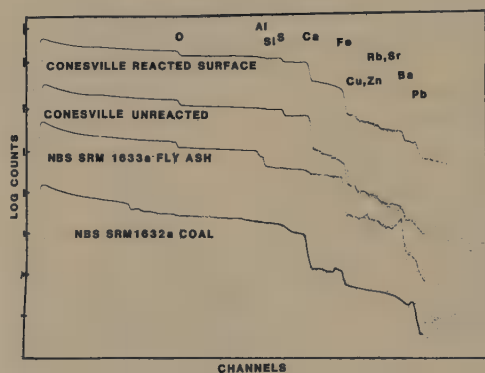 O
Al
Si S
Ca
Fe
Rb,Sr
Cu,Zn
Ba
Pb
CONESVILLE REACTED SURFACE
CONESVILLE UNREACTED
NBS SRM 1633a FLY ASH
NBS SRM1632a COAL
LOG COUNTS
CHANNELS